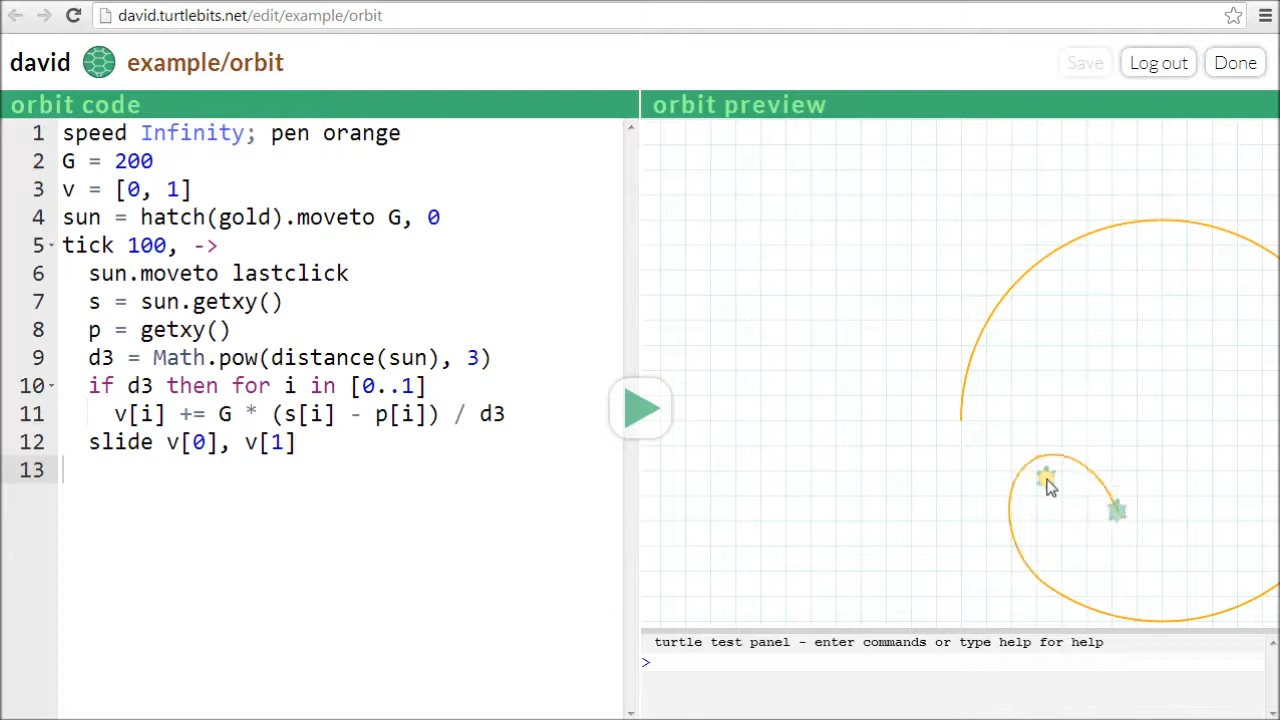 david.turtlebits.net/edit/example/orbit
david example/orbit Save Log out Done
orbit code
orbit preview
1 speed Infinity; pen orange
2 G = 200
3 v = [0, 1]
4 sun = hatch(gold).moveto G, 0
5 tick 100, ->
6 sun.moveto lastclick
7 s = sun.getxy()
8 p = getxy()
9 d3 = Math.pow(distance(sun), 3)
10 if d3 then for i in [0..1]
11 v[i] += G * (s[i] - p[i]) / d3
12 slide v[0], v[1]
13
turtle test panel - enter commands or type help for help
>